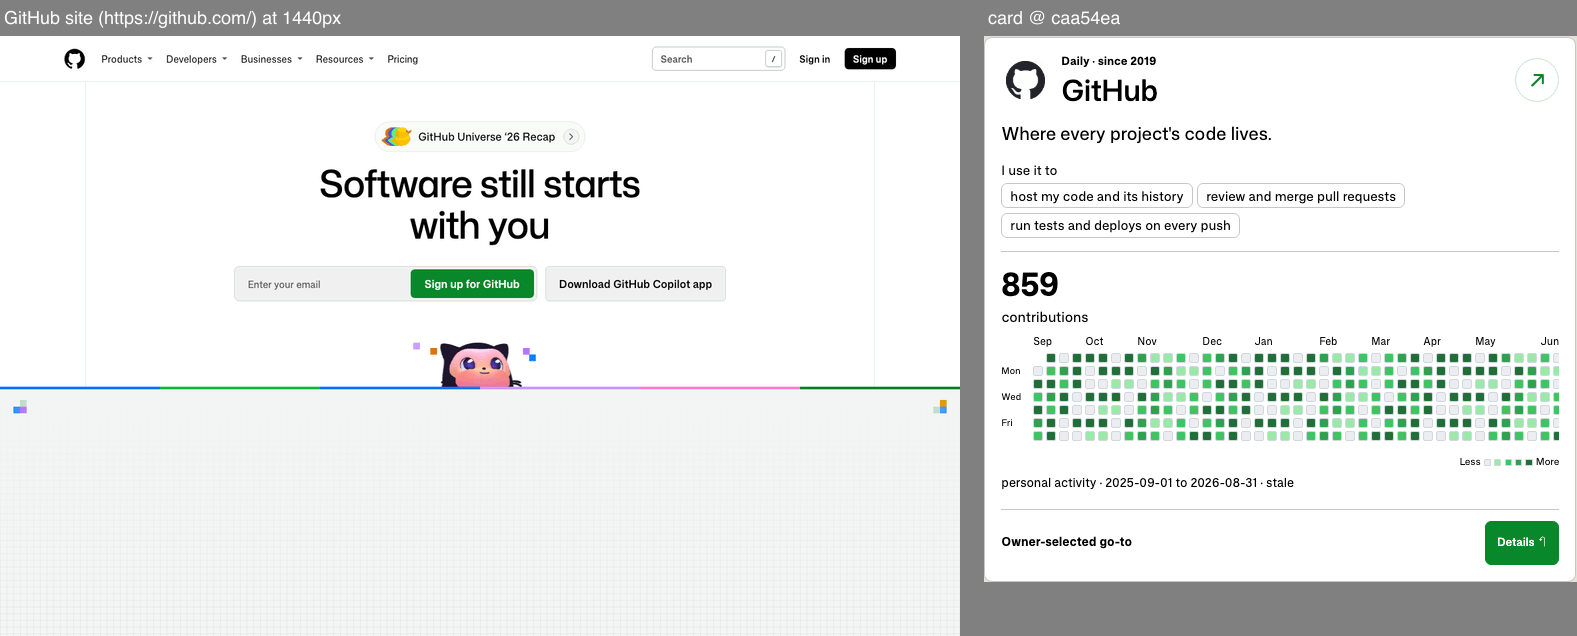 GitHub site (https://github.com/) at 1440px
Products
Developers
Businesses
Resources
Pricing
Search /
Sign in
Sign up
GitHub Universe '26 Recap
Software still starts
with you
Enter your email
Sign up for GitHub
Download GitHub Copilot app
card @ caa54ea
Daily · since 2019
GitHub
Where every project's code lives.
I use it to
host my code and its history
review and merge pull requests
run tests and deploys on every push
859
contributions
Sep Oct Nov Dec Jan Feb Mar Apr May Jun
Mon
Wed
Fri
Less More
personal activity · 2025-09-01 to 2026-08-31 · stale
Owner-selected go-to
Details